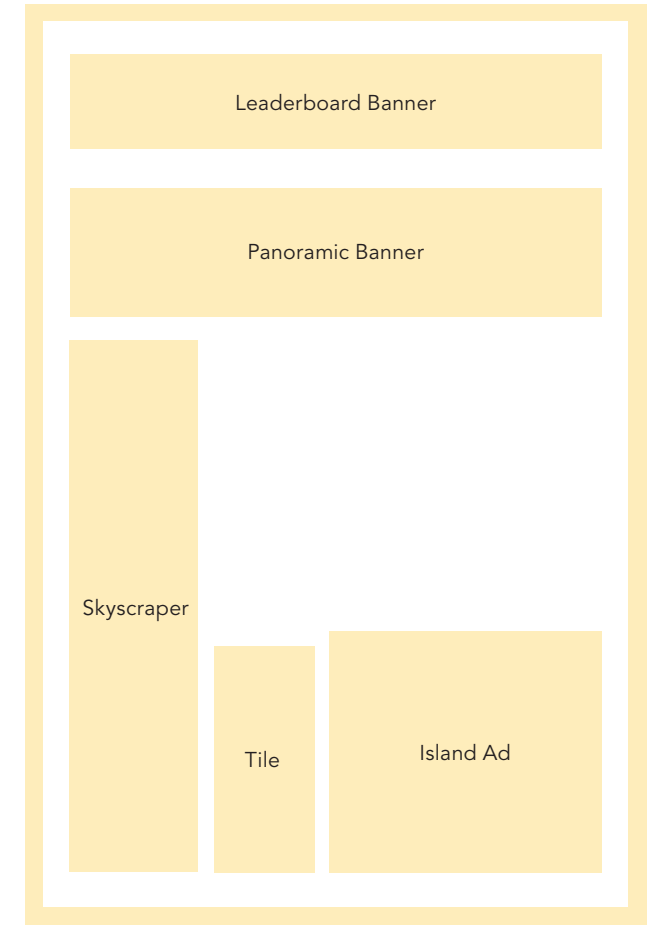 Leaderboard Banner
Panoramic Banner
Skyscraper
Tile
Island Ad